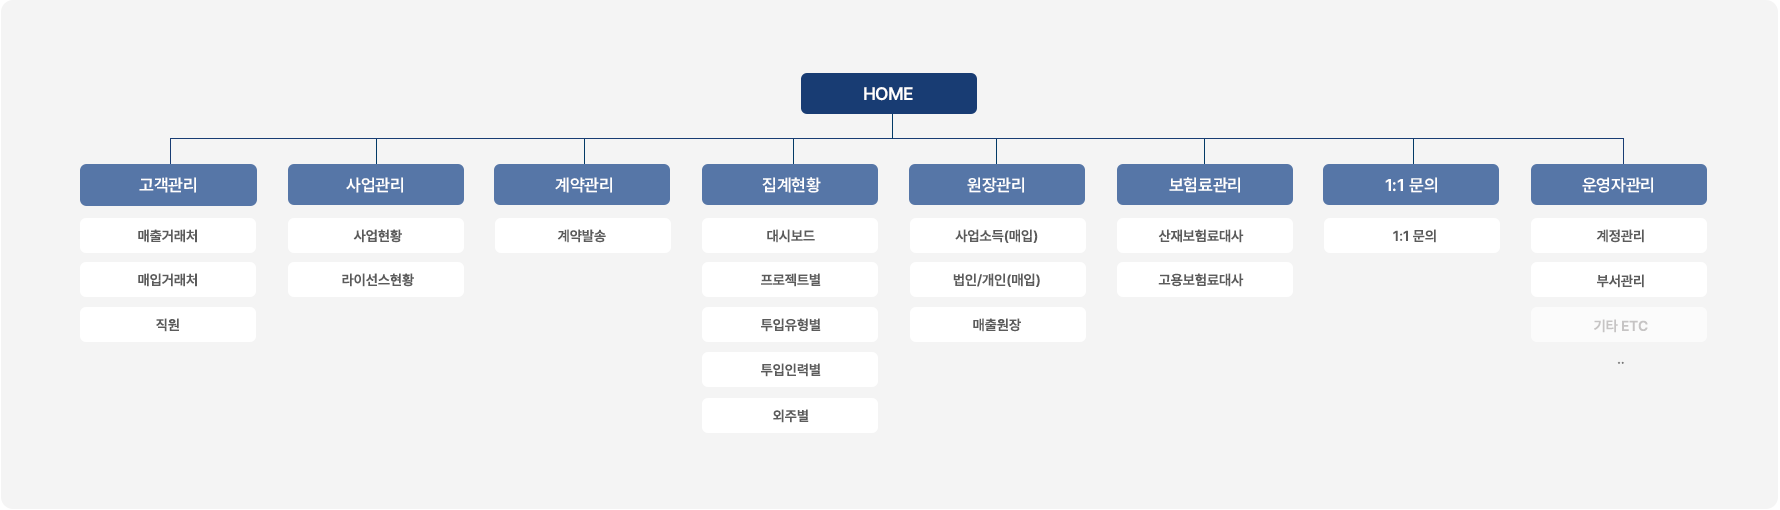 HOME
고객관리
매출거래처
매입거래처
직원
사업관리
사업현황
라이선스현황
계약관리
계약발송
집계현황
대시보드
프로젝트별
투입유형별
투입인력별
외주별
원장관리
사업소득(매입)
법인/개인(매입)
매출원장
보험료관리
산재보험료대사
고용보험료대사
1:1 문의
1:1 문의
운영자관리
계정관리
부서관리
기타 ETC
..